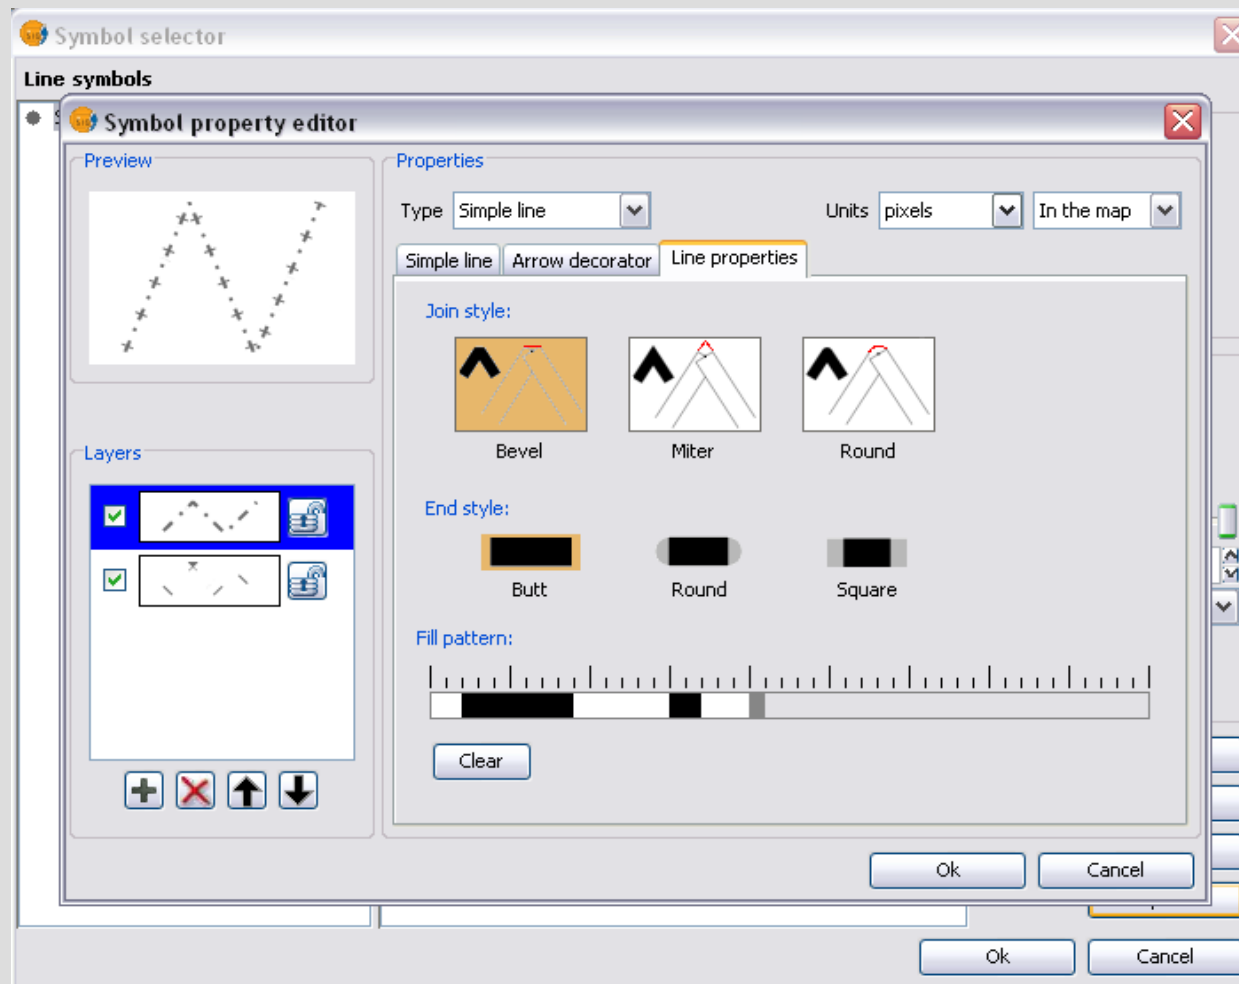 Symbol selector
Line symbols
Symbol property editor
Preview
Properties
Type Simple line
Units pixels In the map
Simple line Arrow decorator Line properties
Join style:
Bevel Miter Round
Layers
End style:
Butt Round Square
Fill pattern:
Clear
Ok Cancel
Ok Cancel